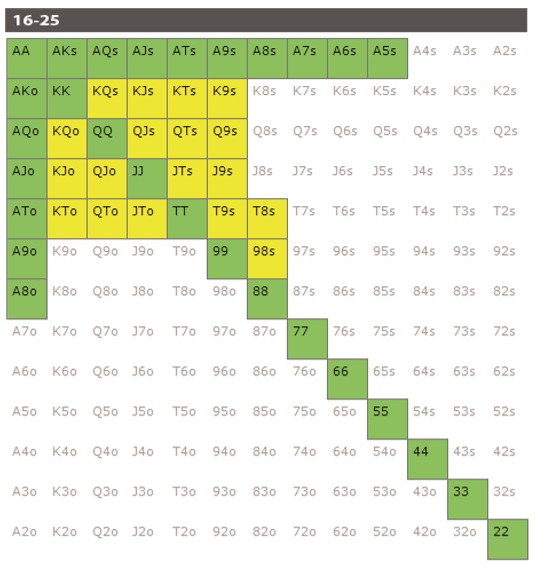 16-25
AA AKs AQs AJs ATs A9s A8s A7s A6s A5s A4s A3s A2s
AKo KK KQs KJs KTs K9s K8s K7s K6s K5s K4s K3s K2s
AQo KQo QQ QJs QTs Q9s Q8s Q7s Q6s Q5s Q4s Q3s Q2s
AJo KJo QJo JJ JTs J9s J8s J7s J6s J5s J4s J3s J2s
ATo KTo QTo JTo TT T9s T8s T7s T6s T5s T4s T3s T2s
A9o K9o Q9o J9o T9o 99 98s 97s 96s 95s 94s 93s 92s
A8o K8o Q8o J8o T8o 98o 88 87s 86s 85s 84s 83s 82s
A7o K7o Q7o J7o T7o 97o 87o 77 76s 75s 74s 73s 72s
A6o K6o Q6o J6o T6o 96o 86o 76o 66 65s 64s 63s 62s
A5o K5o Q5o J5o T5o 95o 85o 75o 65o 55 54s 53s 52s
A4o K4o Q4o J4o T4o 94o 84o 74o 64o 54o 44 43s 42s
A3o K3o Q3o J3o T3o 93o 83o 73o 63o 53o 43o 33 32s
A2o K2o Q2o J2o T2o 92o 82o 72o 62o 52o 42o 32o 22